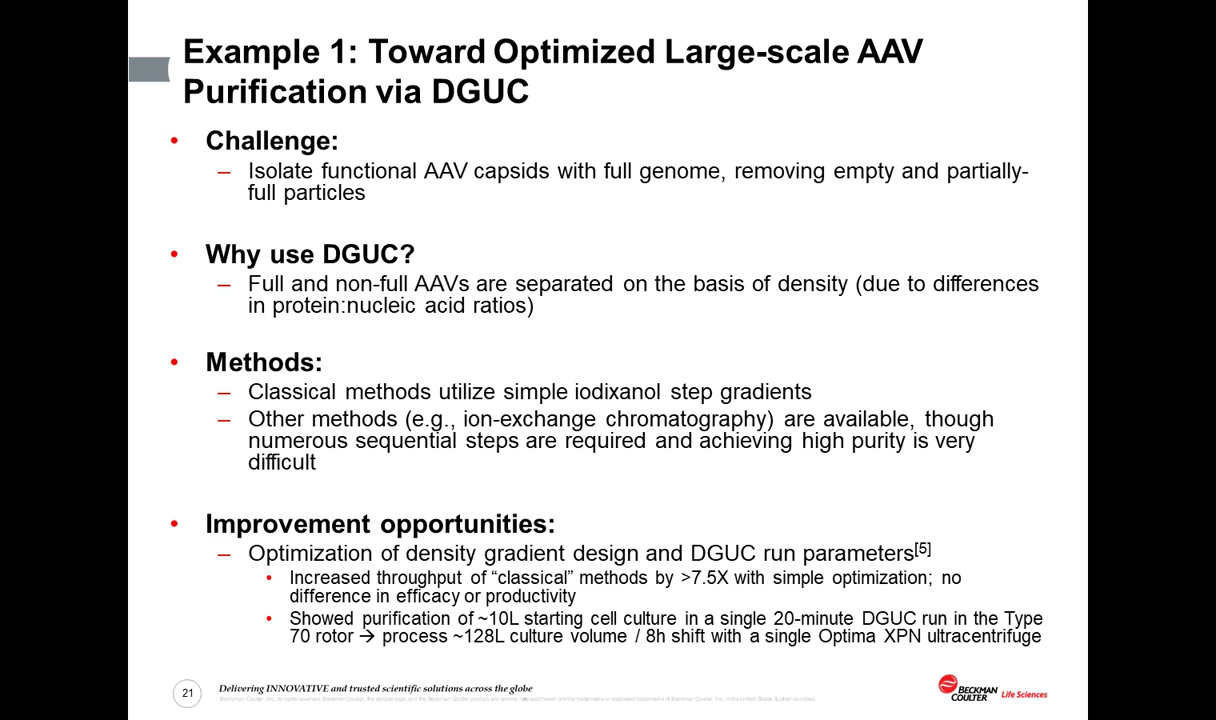 Example 1: Toward Optimized Large-scale AAV
Purification via DGUC
• Challenge:
– Isolate functional AAV capsids with full genome, removing empty and partially-
full particles
• Why use DGUC?
– Full and non-full AAVs are separated on the basis of density (due to differences
in protein:nucleic acid ratios)
• Methods:
– Classical methods utilize simple iodixanol step gradients
– Other methods (e.g., ion-exchange chromatography) are available, though
numerous sequential steps are required and achieving high purity is very
difficult
• Improvement opportunities:
– Optimization of density gradient design and DGUC run parameters[5]
• Increased throughput of “classical” methods by >7.5X with simple optimization; no
difference in efficacy or productivity
• Showed purification of ~10L starting cell culture in a single 20-minute DGUC run in the Type
70 rotor → process ~128L culture volume / 8h shift with a single Optima XPN ultracentrifuge
21
Delivering INNOVATIVE and trusted scientific solutions across the globe
BECKMAN
COULTER Life Sciences